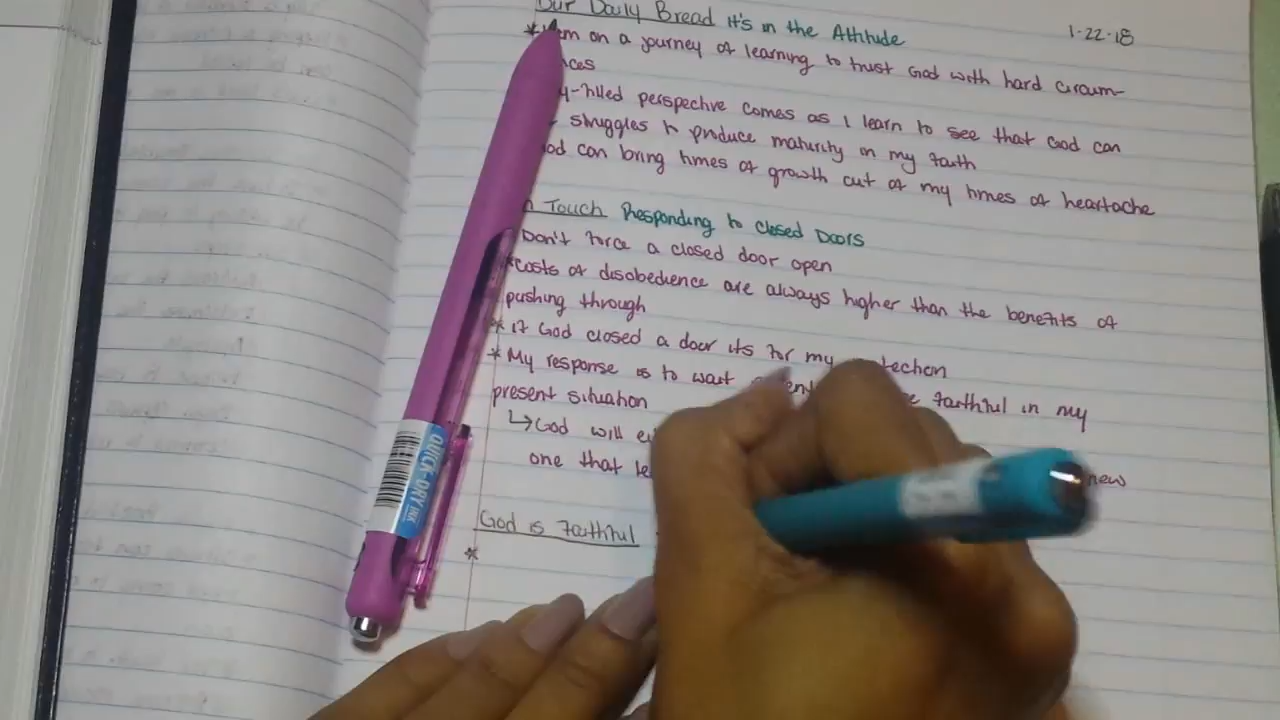 Our Daily Bread It's in the Attitude 1-22-18
* I am on a journey of learning to trust God with hard circum-
nces
y-filled perspective comes as I learn to see that God can
struggles to produce maturity in my faith
od can bring times of growth out of my times of heartache
n Touch Responding to Closed Doors
Don't force a closed door open
*Costs of disobedience are always higher than the benefits of
pushing through
* if God closed a door its for my tection
* My response is to wait faithful in my
present situation
↳God will
one that new
God is faithful
*
QUICK-DRY INK